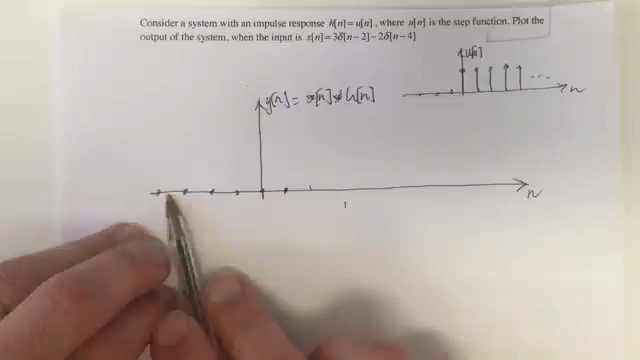 Consider a system with an impulse response h[n]=u[n], where u[n] is the step function. Plot the
output of the system, when the input is x[n]=3δ[n−2]−2δ[n−4]
u[n]
y[n] = x[n] * h[n]
...
n
n
1